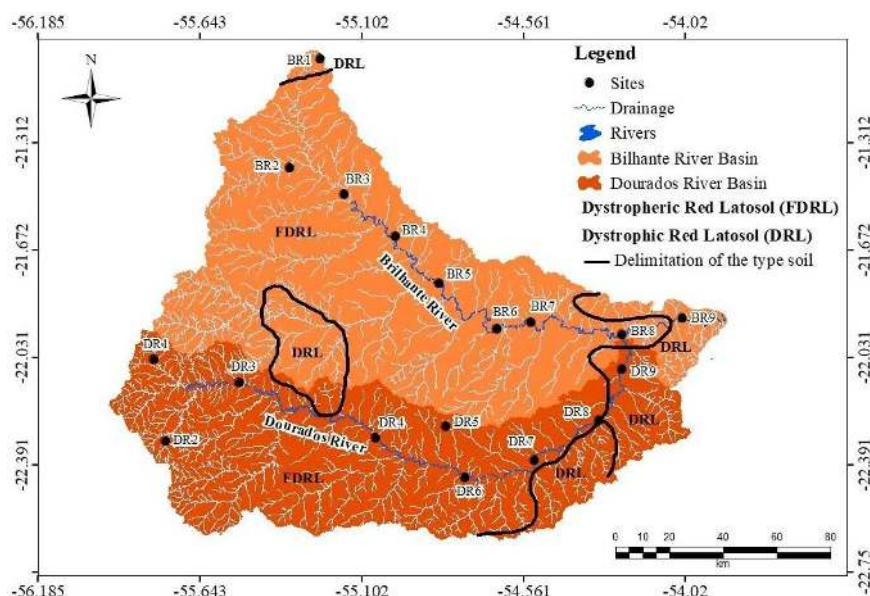 -56.185 -55.643 -55.102 -54.561 -54.02
N
BR1
DRL
Legend
Sites
Drainage
Rivers
Bilhante River Basin
Dourados River Basin
Dystropheric Red Latosol (FDRL)
Dystrophic Red Latosol (DRL)
Delimitation of the type soil
-21.312
-21.312
BR2
BR3
FDRL
BR4
-21.672
-21.672
BR5
Brilhante River
BR6
BR7
BR8
BR9
DRL
DRL
-22.031
-22.031
DR4
DR3
DR9
DR8
DRL
Dourados River
DR4
DR5
DR2
DR7
DRL
-22.391
-22.391
FDRL
DR6
0 20 40 60 80
km
-22.75
-22.75
-56.185 -55.643 -55.102 -54.561 -54.02